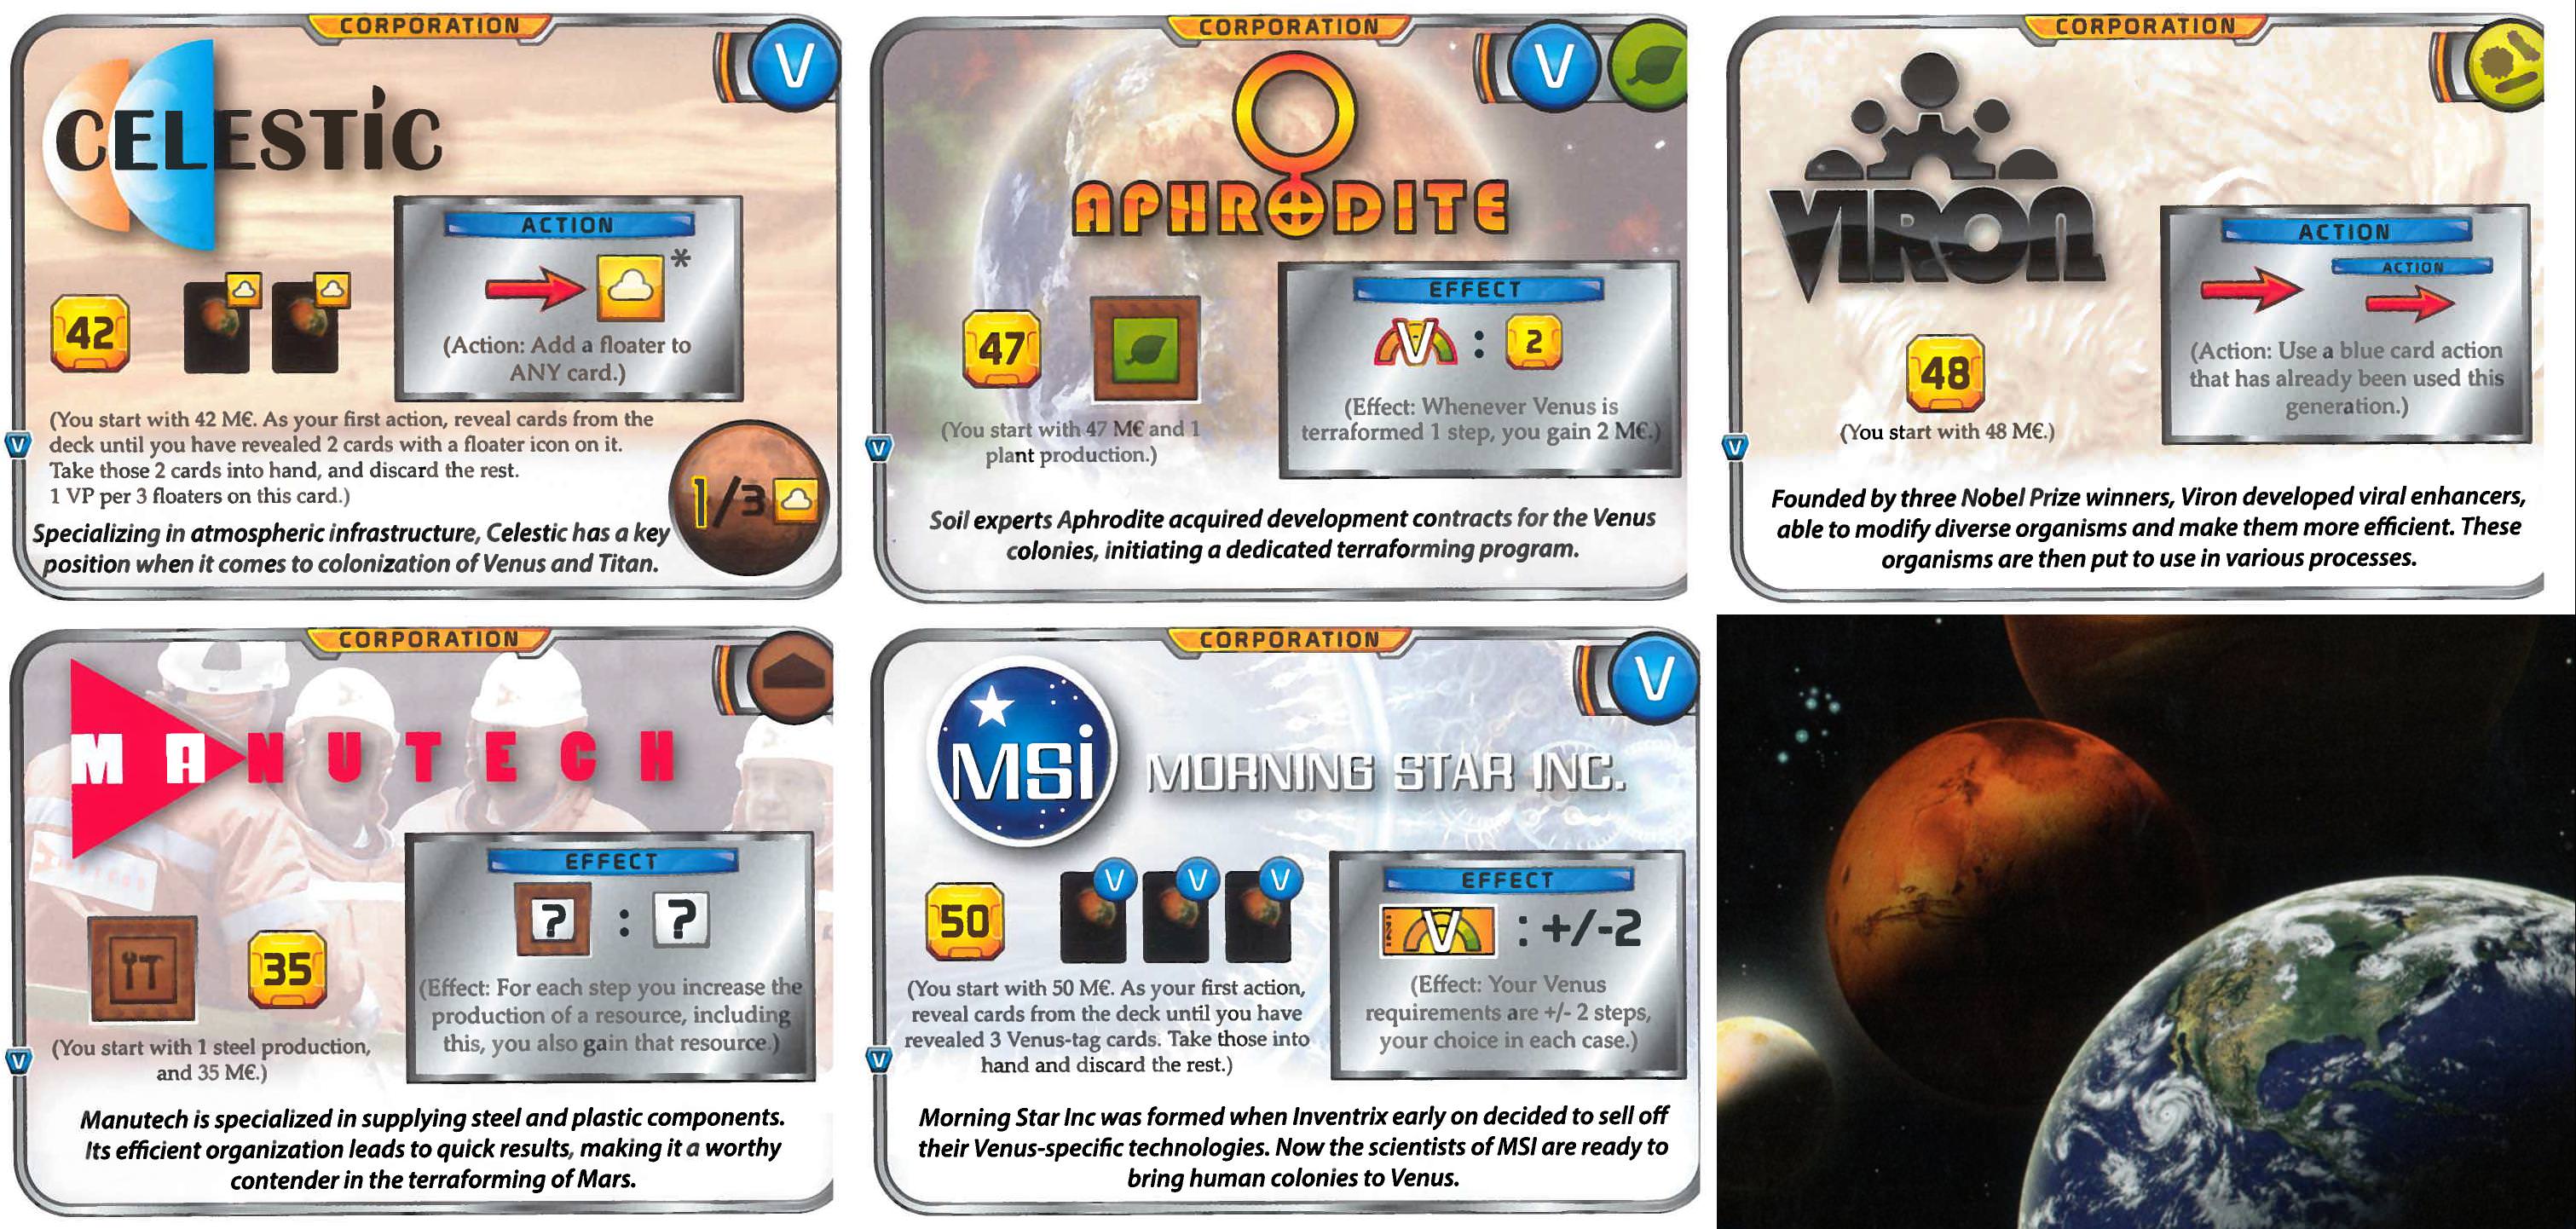 CORPORATION
V
CELESTiC
ACTION
*
42
(Action: Add a floater to
ANY card.)
(You start with 42 M€. As your first action, reveal cards from the
deck until you have revealed 2 cards with a floater icon on it.
Take those 2 cards into hand, and discard the rest.
1 VP per 3 floaters on this card.)
V
1/3
Specializing in atmospheric infrastructure, Celestic has a key
position when it comes to colonization of Venus and Titan.
CORPORATION
V
APHRODITE
EFFECT
47
V : 2
(You start with 47 M€ and 1
plant production.)
(Effect: Whenever Venus is
terraformed 1 step, you gain 2 M€.)
V
Soil experts Aphrodite acquired development contracts for the Venus
colonies, initiating a dedicated terraforming program.
CORPORATION
VIRON
ACTION
ACTION
48
(Action: Use a blue card action
that has already been used this
generation.)
(You start with 48 M€.)
V
Founded by three Nobel Prize winners, Viron developed viral enhancers,
able to modify diverse organisms and make them more efficient. These
organisms are then put to use in various processes.
CORPORATION
MANUTECH
EFFECT
? : ?
35
(Effect: For each step you increase the
production of a resource, including
this, you also gain that resource.)
(You start with 1 steel production,
and 35 M€.)
V
Manutech is specialized in supplying steel and plastic components.
Its efficient organization leads to quick results, making it a worthy
contender in the terraforming of Mars.
CORPORATION
V
MSi
MORNING STAR INC.
V V V
EFFECT
50
V : +/-2
(You start with 50 M€. As your first action,
reveal cards from the deck until you have
revealed 3 Venus-tag cards. Take those into
hand and discard the rest.)
(Effect: Your Venus
requirements are +/- 2 steps,
your choice in each case.)
V
Morning Star Inc was formed when Inventrix early on decided to sell off
their Venus-specific technologies. Now the scientists of MSI are ready to
bring human colonies to Venus.